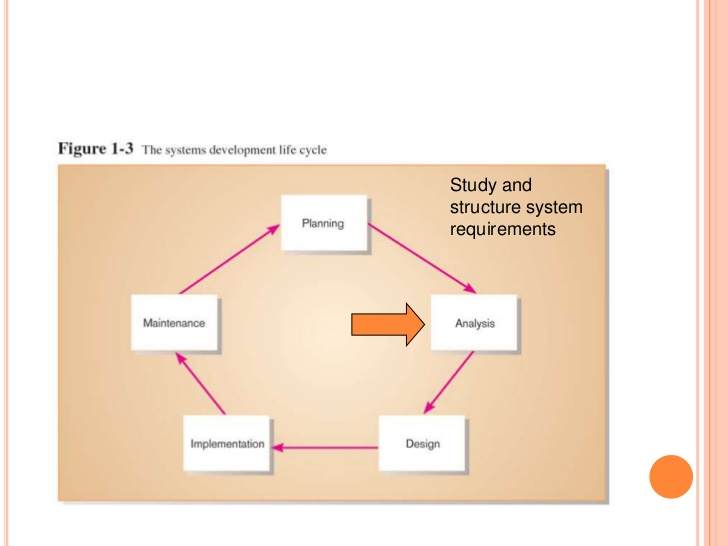 Figure 1-3 The systems development life cycle
Study and
structure system
requirements
Planning
Maintenance
Analysis
Implementation
Design